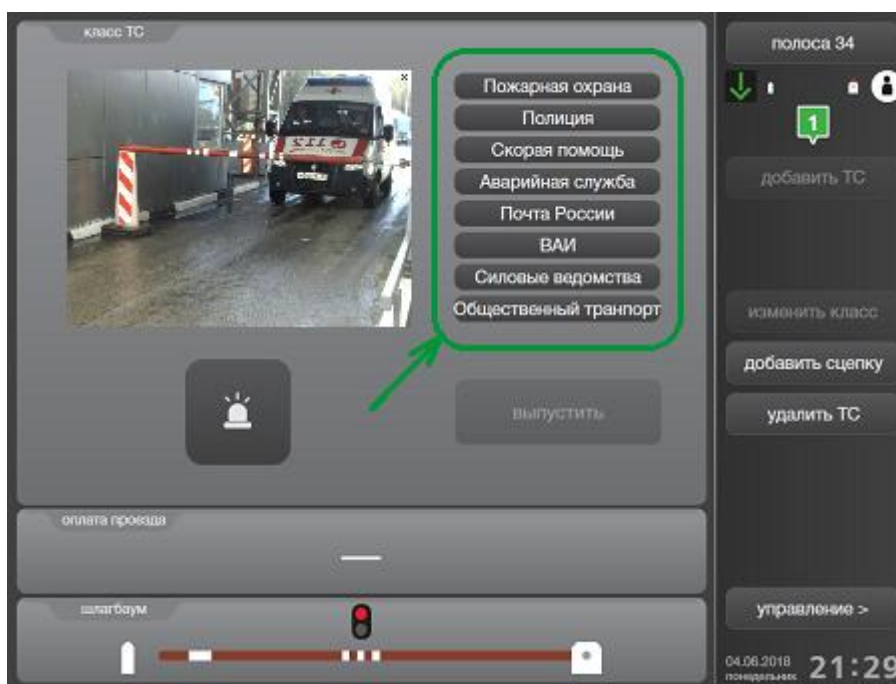 класс ТС
Пожарная охрана
Полиция
Скорая помощь
Аварийная служба
Почта России
ВАИ
Силовые ведомства
Общественный транпорт
выпустить
оплата проезда
шлагбаум
полоса 34
1
добавить ТС
изменить класс
добавить сцепку
удалить ТС
управление >
04.06.2018
понедельник
21:29